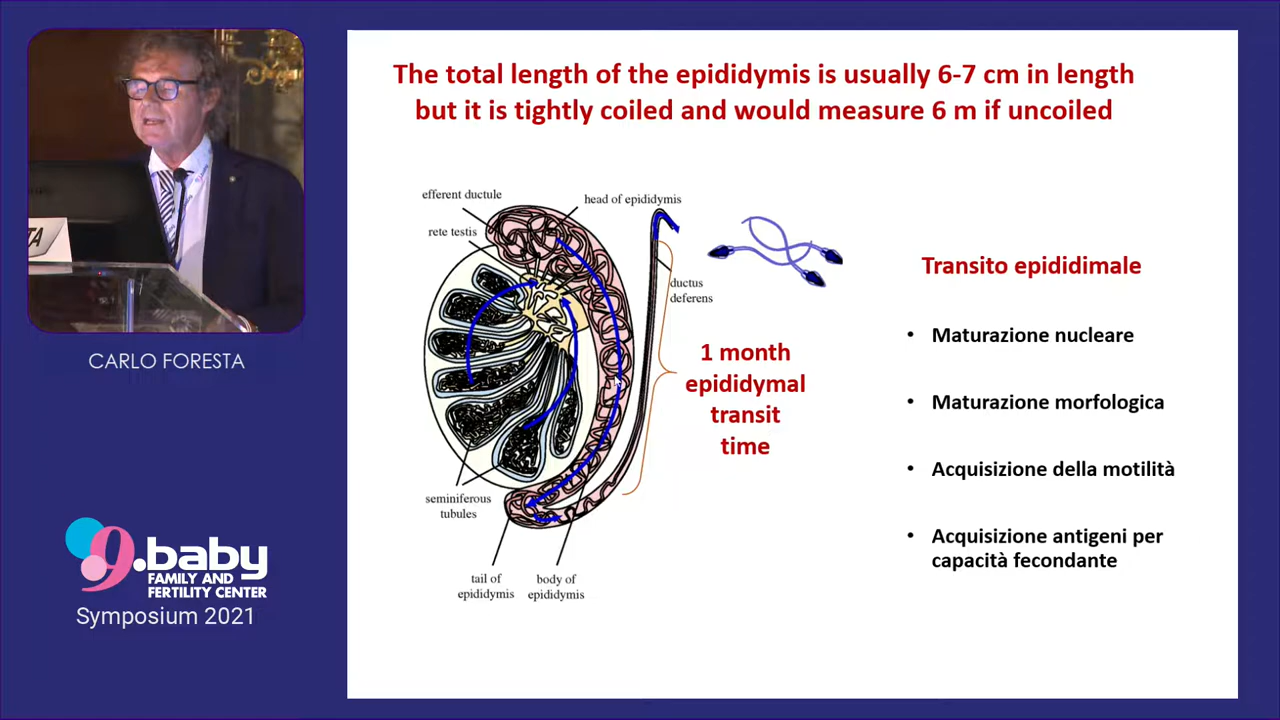 The total length of the epididymis is usually 6-7 cm in length
but it is tightly coiled and would measure 6 m if uncoiled
efferent ductule
head of epididymis
rete testis
ductus
deferens
1 month
epididymal
transit
time
seminiferous
tubules
tail of
epididymis
body of
epididymis
Transito epididimale
• Maturazione nucleare
• Maturazione morfologica
• Acquisizione della motilità
• Acquisizione antigeni per
capacità fecondante
TA
CARLO FORESTA
9.baby
FAMILY AND
FERTILITY CENTER
Symposium 2021